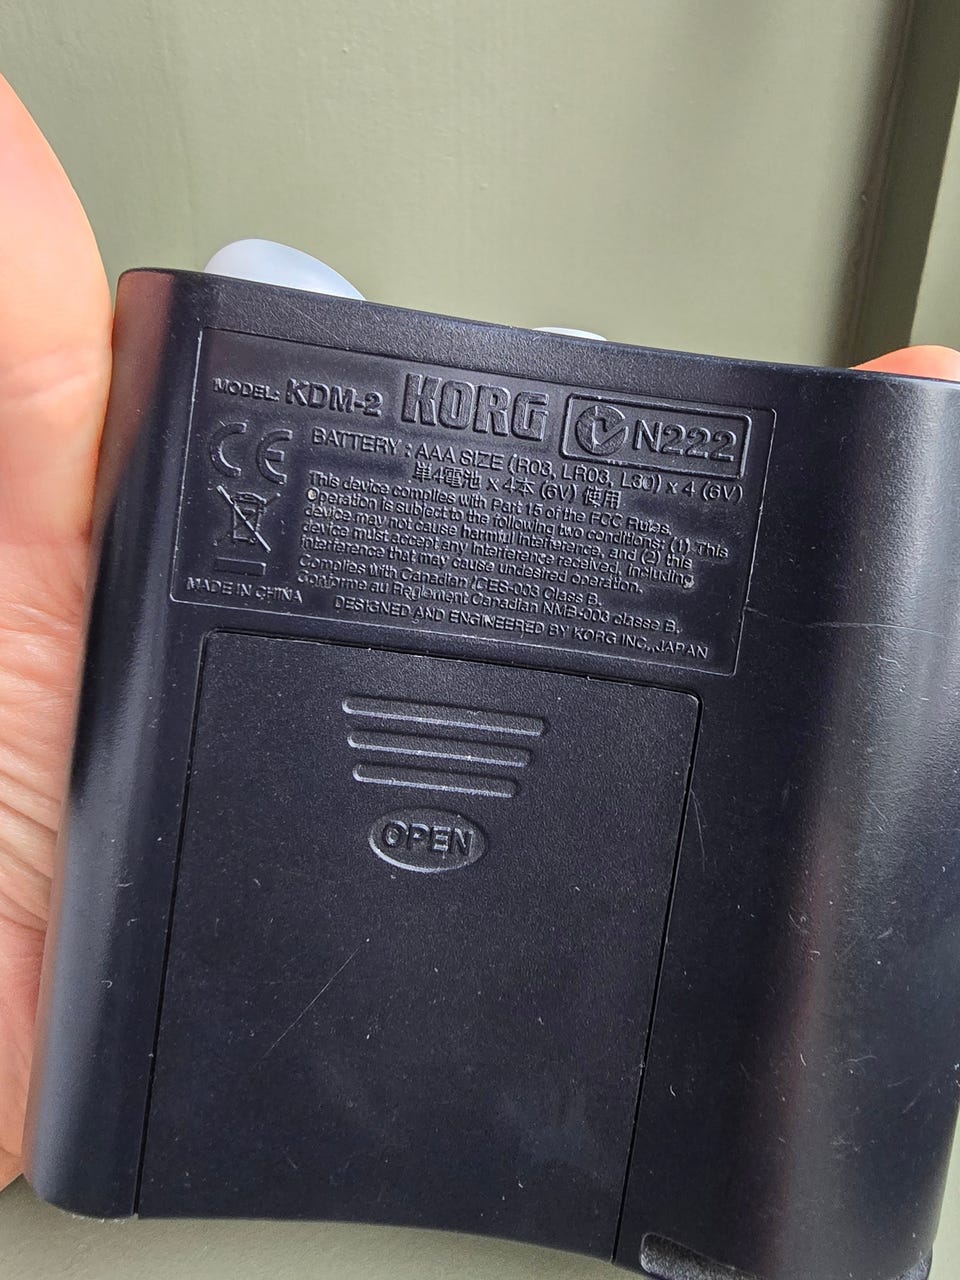 MODEL: KDM-2 KORG N222
CE BATTERY : AAA SIZE (R03, LR03, L30) x 4 (6V)
単4電池 x 4本 (6V) 使用
This device complies with Part 15 of the FCC Rules.
Operation is subject to the following two conditions: (1) This
device may not cause harmful interference, and (2) this
device must accept any interference received, including
interference that may cause undesired operation.
Complies with Canadian ICES-003 Class B.
Conforme au Règlement Canadien NMB-003 classe B.
MADE IN CHINA DESIGNED AND ENGINEERED BY KORG INC., JAPAN
OPEN